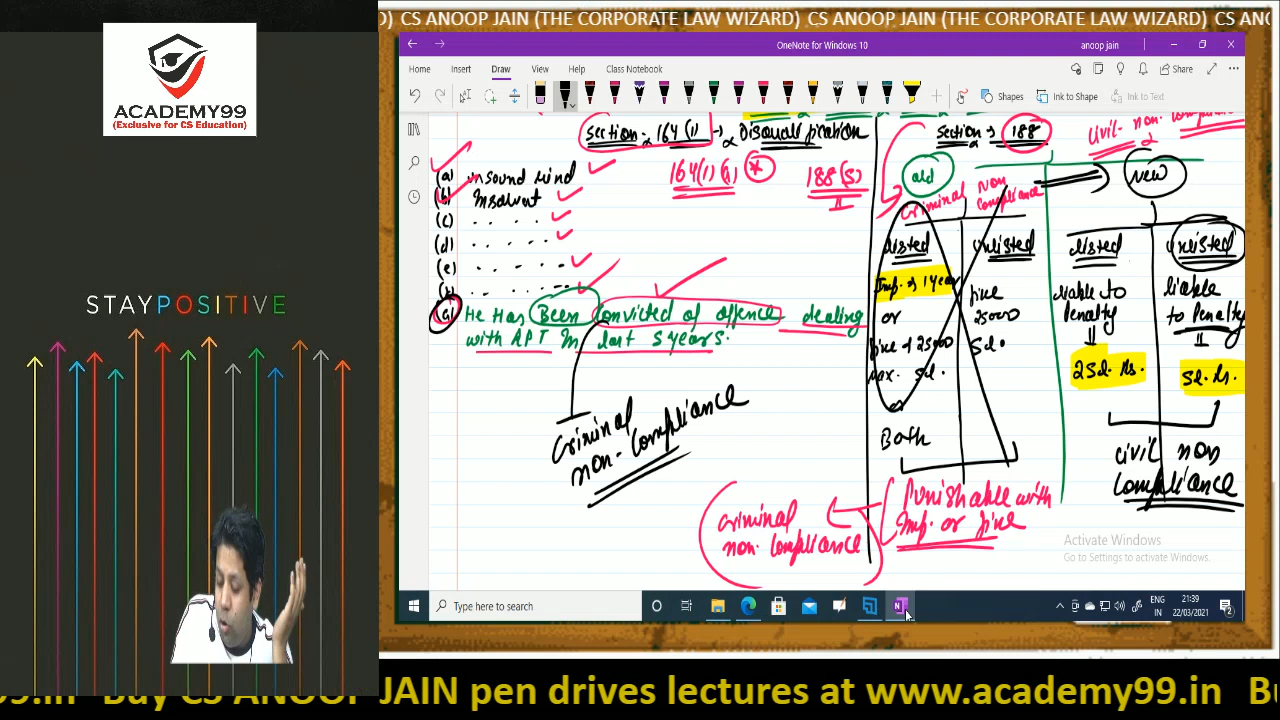 ) CS ANOOP JAIN (THE CORPORATE LAW WIZARD) CS ANOOP JAIN (THE CORPORATE LAW WIZARD) CS AN
OneNote for Windows 10
anoop jain
Home Insert Draw View Help Class Notebook
Share
Shapes Ink to Shape Ink to Text
ACADEMY99
(Exclusive for CS Education)
STAYPOSITIVE
Section: 164(1) → Disqualification
(a) unsound mind
(b) Insolvent
(c) . . . . .
(d) . . . . .
(e) . . . . .
He Has Been convicted of offence dealing
with RPT in last 5 years.
criminal
non-compliance
188(5)
Section → 188
civil- non-
old
criminal
Non
compliance
New
listed
unlisted
Imp. of 1 year
or
fine of 25000
Max. 5L.
or
Both
fine
25000
5L.
Punishable with
Imp. or fine
criminal
non-compliance
listed
unlisted
liable to
Penalty
25L. Rs.
liable
to Penalty
5L. Rs.
civil non
compliance
Activate Windows
Go to Settings to activate Windows.
Type here to search
ENG
IN
21:39
22/03/2021
2
99.in Buy CS ANOOP JAIN pen drives lectures at www.academy99.in Bu